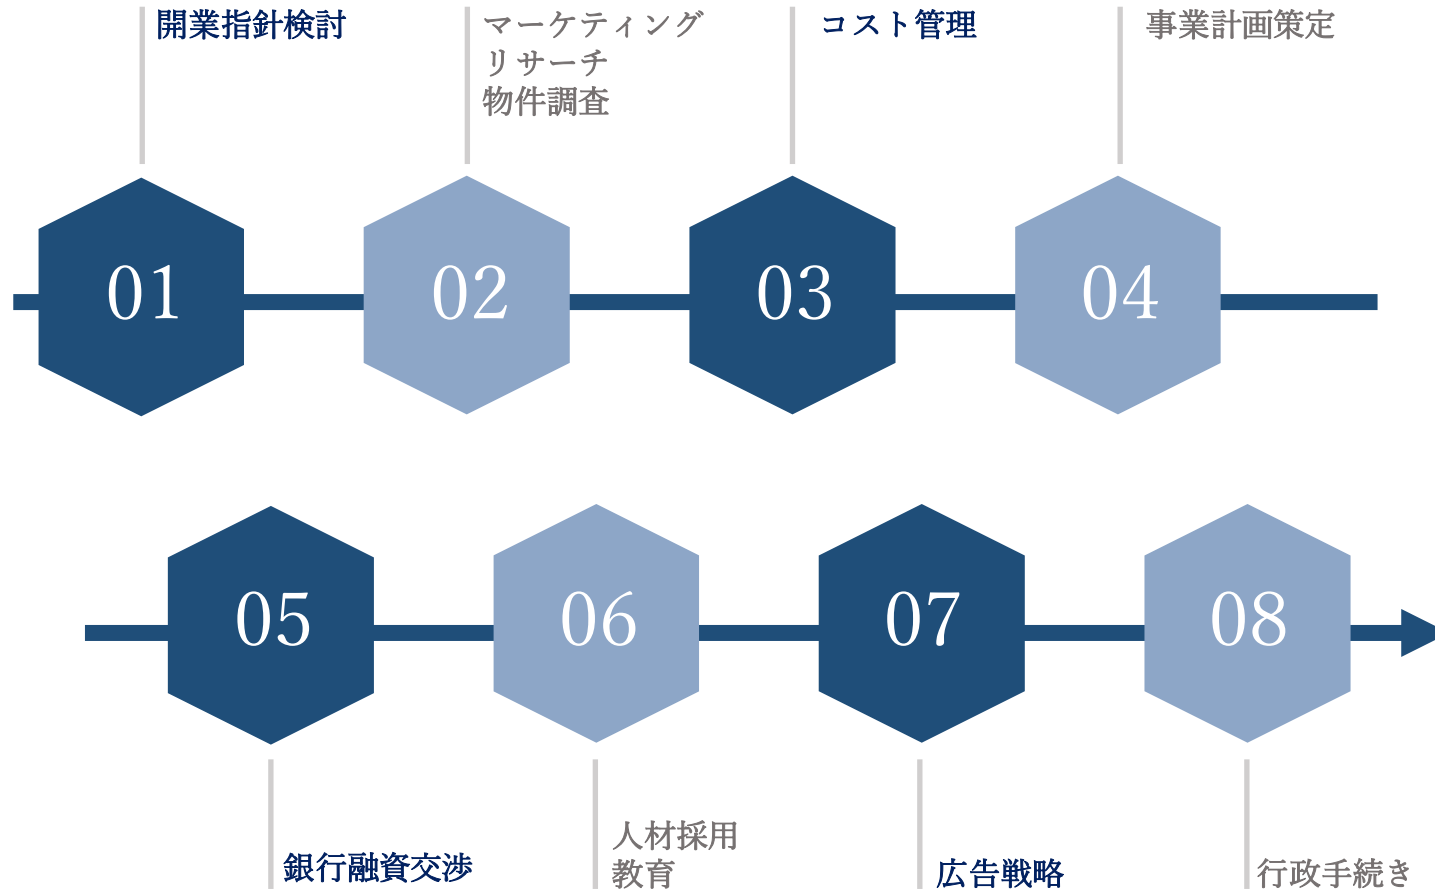 開業指針検討
マーケティング
リサーチ
物件調査
コスト管理
事業計画策定
01
02
03
04
05
06
07
08
銀行融資交渉
人材採用
教育
広告戦略
行政手続き